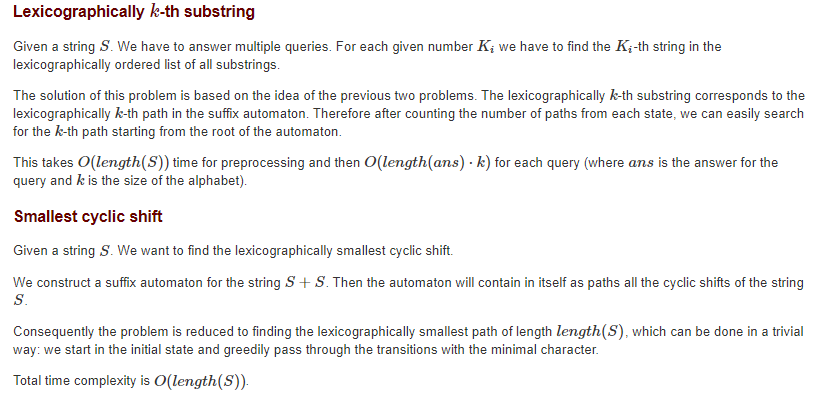 Lexicographically k-th substring
Given a string S. We have to answer multiple queries. For each given number K_i we have to find the K_i-th string in the
lexicographically ordered list of all substrings.
The solution of this problem is based on the idea of the previous two problems. The lexicographically k-th substring corresponds to the
lexicographically k-th path in the suffix automaton. Therefore after counting the number of paths from each state, we can easily search
for the k-th path starting from the root of the automaton.
This takes O(length(S)) time for preprocessing and then O(length(ans) · k) for each query (where ans is the answer for the
query and k is the size of the alphabet).
Smallest cyclic shift
Given a string S. We want to find the lexicographically smallest cyclic shift.
We construct a suffix automaton for the string S + S. Then the automaton will contain in itself as paths all the cyclic shifts of the string
S.
Consequently the problem is reduced to finding the lexicographically smallest path of length length(S), which can be done in a trivial
way: we start in the initial state and greedily pass through the transitions with the minimal character.
Total time complexity is O(length(S)).